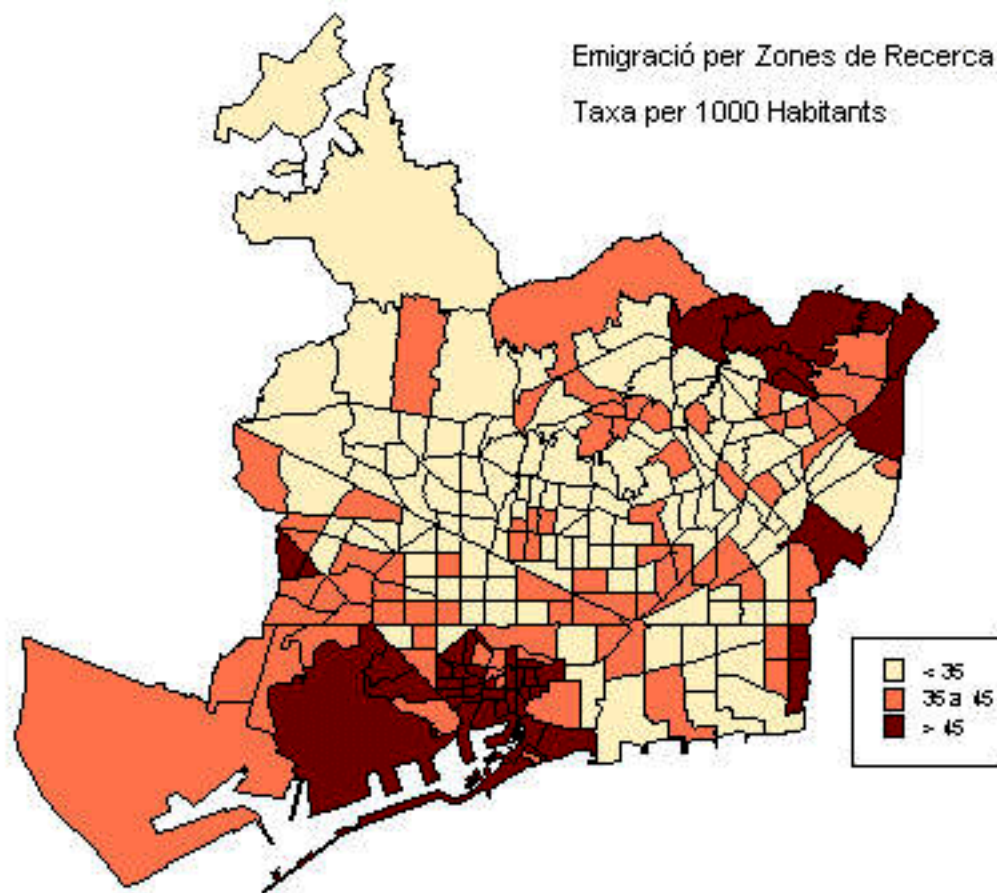 Emigració per Zones de Recerca
Taxa per 1000 Habitants
< 35
35 a 45
> 45